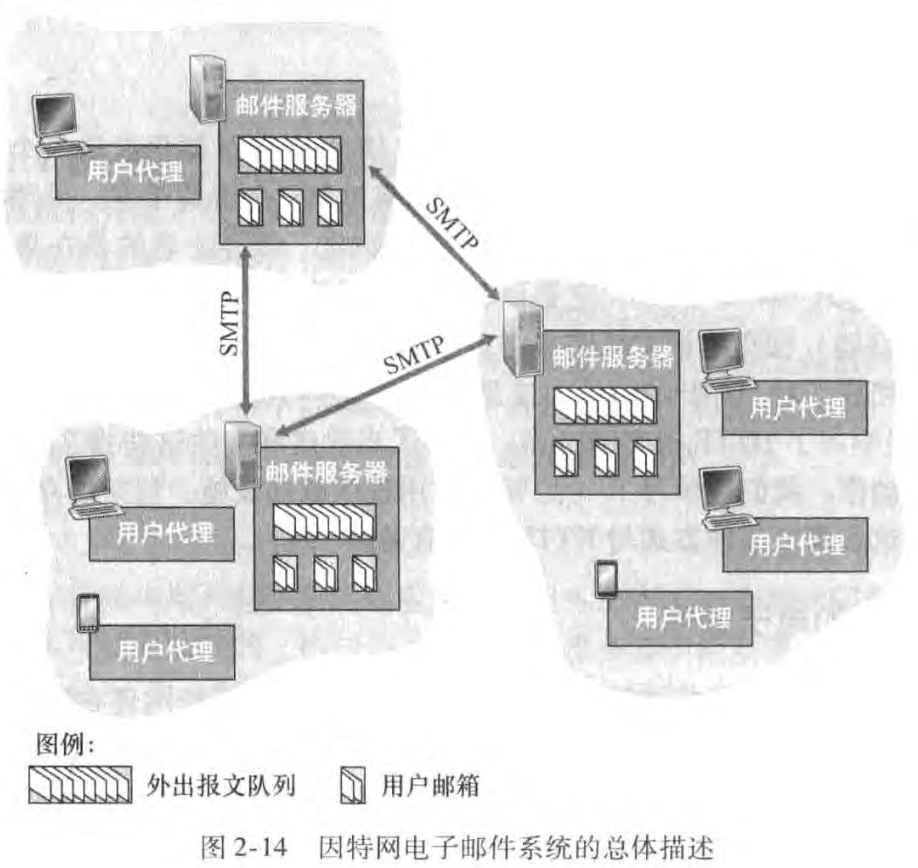 邮件服务器
用户代理
SMTP
SMTP
SMTP
邮件服务器
用户代理
邮件服务器
用户代理
用户代理
用户代理
用户代理
图例：
外出报文队列
用户邮箱
图2-14 因特网电子邮件系统的总体描述